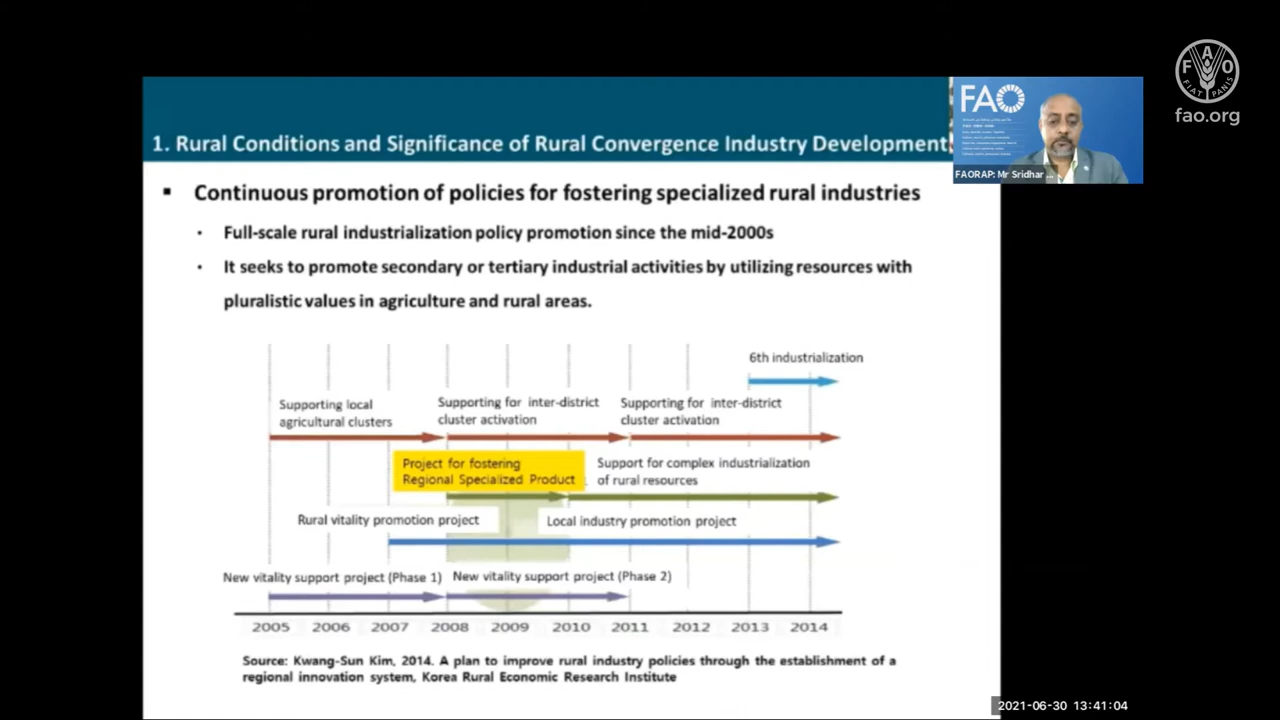 FAO
FIAT PANIS
fao.org
FAO
FAORAP: Mr Sridhar ...
1. Rural Conditions and Significance of Rural Convergence Industry Development
Continuous promotion of policies for fostering specialized rural industries
Full-scale rural industrialization policy promotion since the mid-2000s
It seeks to promote secondary or tertiary industrial activities by utilizing resources with
pluralistic values in agriculture and rural areas.
6th industrialization
Supporting local
agricultural clusters
Supporting for inter-district
cluster activation
Supporting for inter-district
cluster activation
Project for fostering
Regional Specialized Product
Support for complex industrialization
of rural resources
Rural vitality promotion project
Local industry promotion project
New vitality support project (Phase 1)
New vitality support project (Phase 2)
2005 2006 2007 2008 2009 2010 2011 2012 2013 2014
Source: Kwang-Sun Kim, 2014. A plan to improve rural industry policies through the establishment of a
regional innovation system, Korea Rural Economic Research Institute
2021-06-30 13:41:04